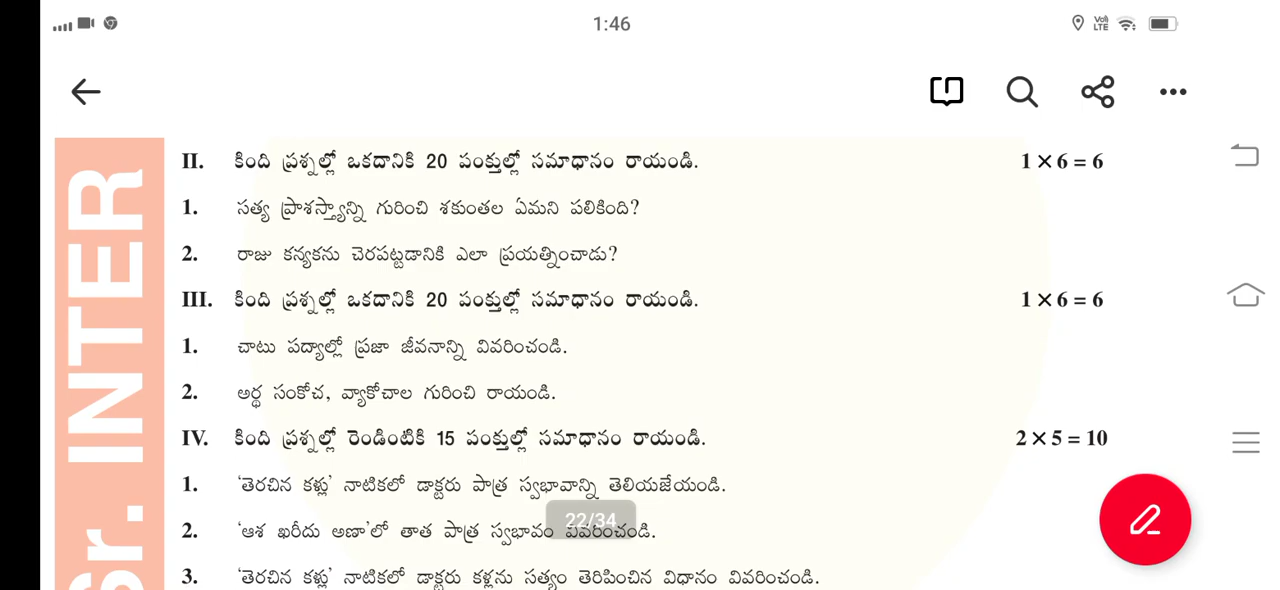 1:46
Vol) LTE
II. కింది ప్రశ్నల్లో ఒకదానికి 20 పంక్తుల్లో సమాధానం రాయండి. 1 × 6 = 6
1. సత్య ప్రాశస్త్యాన్ని గురించి శకుంతల ఏమని పలికింది?
2. రాజు కన్యకను చెరపట్టడానికి ఎలా ప్రయత్నించాడు?
III. కింది ప్రశ్నల్లో ఒకదానికి 20 పంక్తుల్లో సమాధానం రాయండి. 1 × 6 = 6
1. చాటు పద్యాల్లో ప్రజా జీవనాన్ని వివరించండి.
2. అర్థ సంకోచ, వ్యాకోచాల గురించి రాయండి.
IV. కింది ప్రశ్నల్లో రెండింటికి 15 పంక్తుల్లో సమాధానం రాయండి. 2 × 5 = 10
1. 'తెరచిన కళ్లు' నాటికలో డాక్టరు పాత్ర స్వభావాన్ని తెలియజేయండి.
2. 'ఆశ ఖరీదు అణా'లో తాత పాత్ర స్వభావం వివరించండి.
22/34
3. 'తెరచిన కళ్లు' నాటికలో డాక్టరు కళ్లను సత్యం తెరిపించిన విధానం వివరించండి.
Sr. INTER